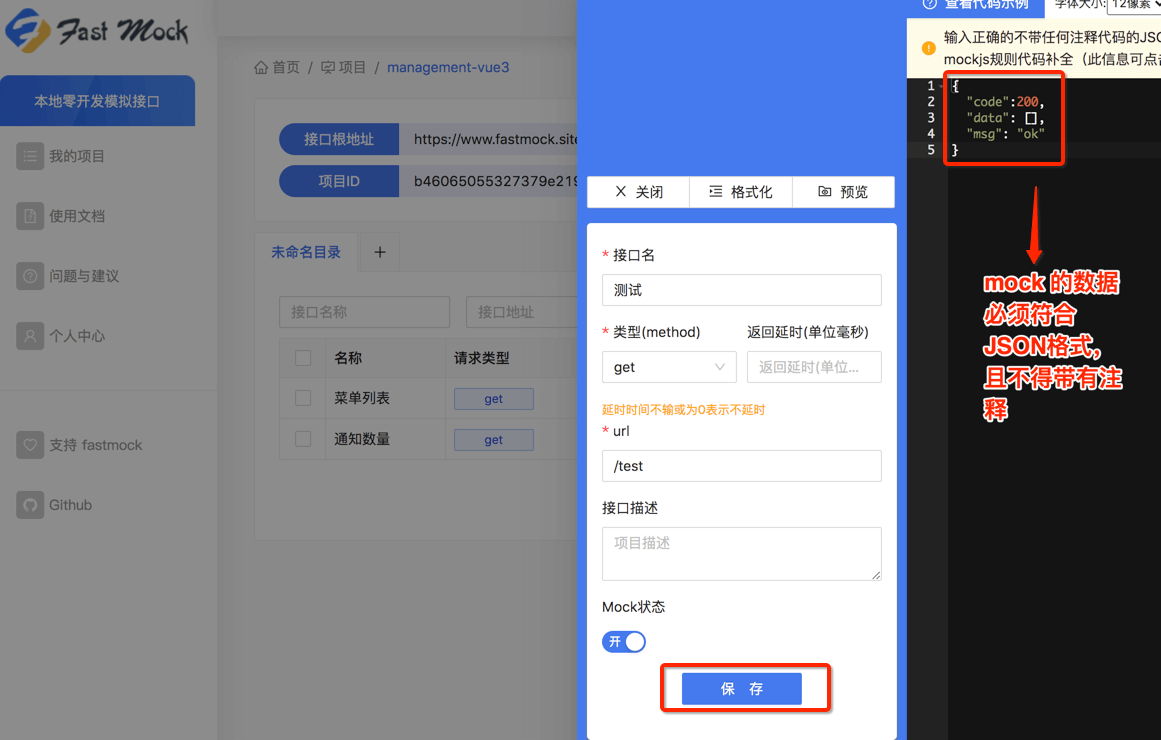 Fast Mock
本地零开发模拟接口
我的项目
使用文档
问题与建议
个人中心
支持 fastmock
Github
首页 / 项目 / management-vue3
接口根地址 https://www.fastmock.site
项目ID b46065055327379e219
未命名目录 +
接口名称 接口地址
名称 请求类型
菜单列表 get
通知数量 get
关闭 格式化 预览
* 接口名
测试
* 类型(method) 返回延时(单位毫秒)
get 返回延时(单位...
延时时间不输或为0表示不延时
* url
/test
接口描述
项目描述
Mock状态
开
保 存
查看代码示例 字体大小: 12像素
输入正确的不带任何注释代码的JSO
mockjs规则代码补全（此信息可点
1 {
2 "code":200,
3 "data": [],
4 "msg": "ok"
5 }
mock 的数据
必须符合
JSON格式，
且不得带有注
释